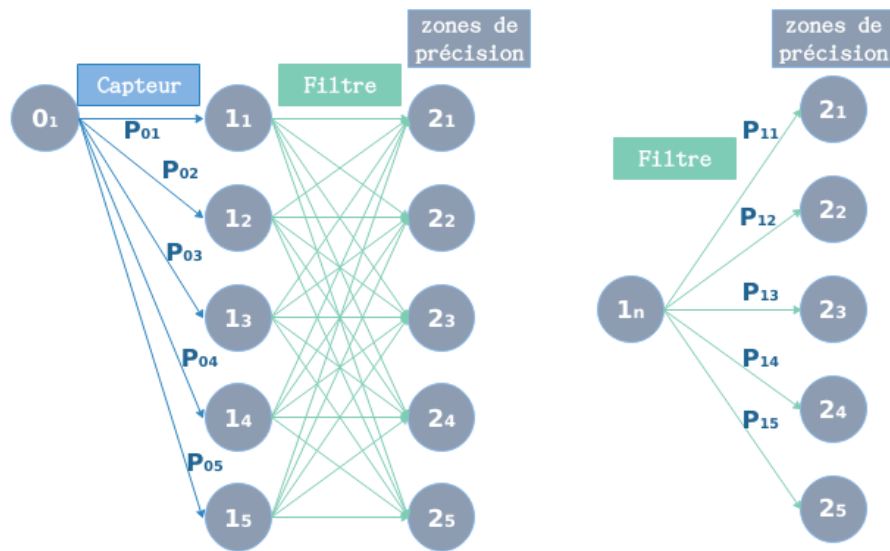 zones de
précision
Capteur
Filtre
0₁
1₁
2₁
P₀₁
P₀₂
1₂
2₂
P₀₃
1₃
2₃
P₀₄
1₄
2₄
P₀₅
1₅
2₅
zones de
précision
Filtre
P₁₁
2₁
P₁₂
2₂
1ₙ
P₁₃
2₃
P₁₄
2₄
P₁₅
2₅